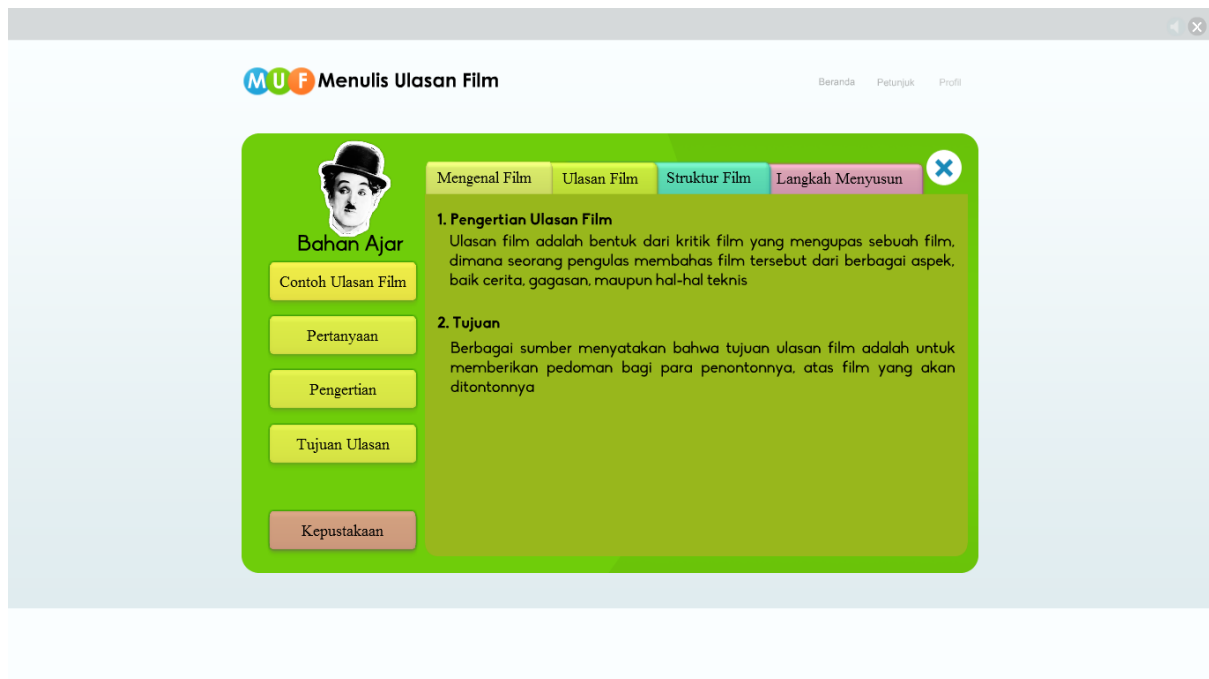 MUF Menulis Ulasan Film
Beranda Petunjuk Profil
Bahan Ajar
Contoh Ulasan Film
Pertanyaan
Pengertian
Tujuan Ulasan
Kepustakaan
Mengenal Film Ulasan Film Struktur Film Langkah Menyusun
1. Pengertian Ulasan Film
Ulasan film adalah bentuk dari kritik film yang mengupas sebuah film,
dimana seorang pengulas membahas film tersebut dari berbagai aspek,
baik cerita, gagasan, maupun hal-hal teknis
2. Tujuan
Berbagai sumber menyatakan bahwa tujuan ulasan film adalah untuk
memberikan pedoman bagi para penontonnya, atas film yang akan
ditontonnya